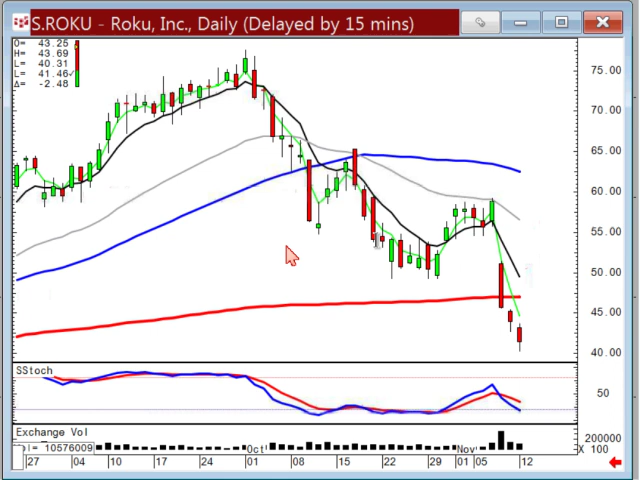 S.ROKU - Roku, Inc., Daily (Delayed by 15 mins)
O= 43.25
H= 43.69
L= 40.31
L= 41.46✓
Δ= -2.48
75.00
70.00
65.00
60.00
55.00
50.00
45.00
40.00
SStoch
50
Exchange Vol
Vol= 10576009
200000
X 100
27 04 10 17 24 Oct 01 08 15 22 29 Nov 01 05 12